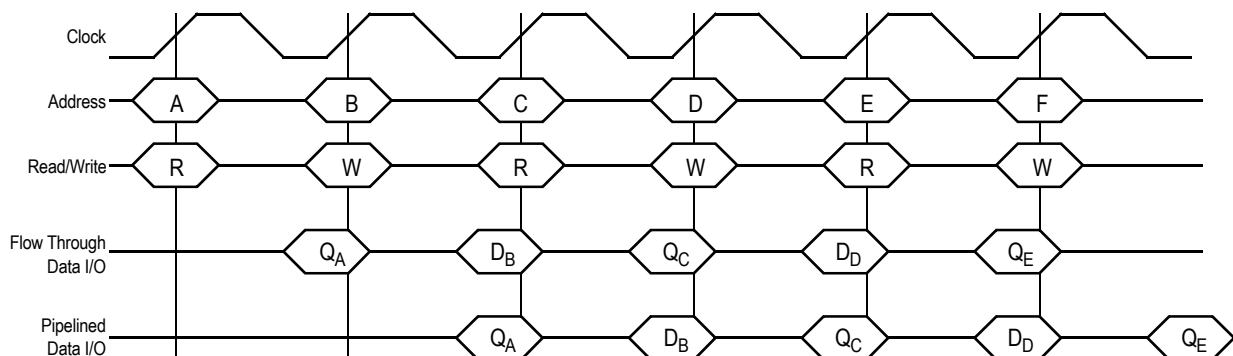 Clock
Address A B C D E F
Read/Write R W R W R W
Flow Through
Data I/O QA DB QC DD QE
Pipelined
Data I/O QA DB QC DD QE